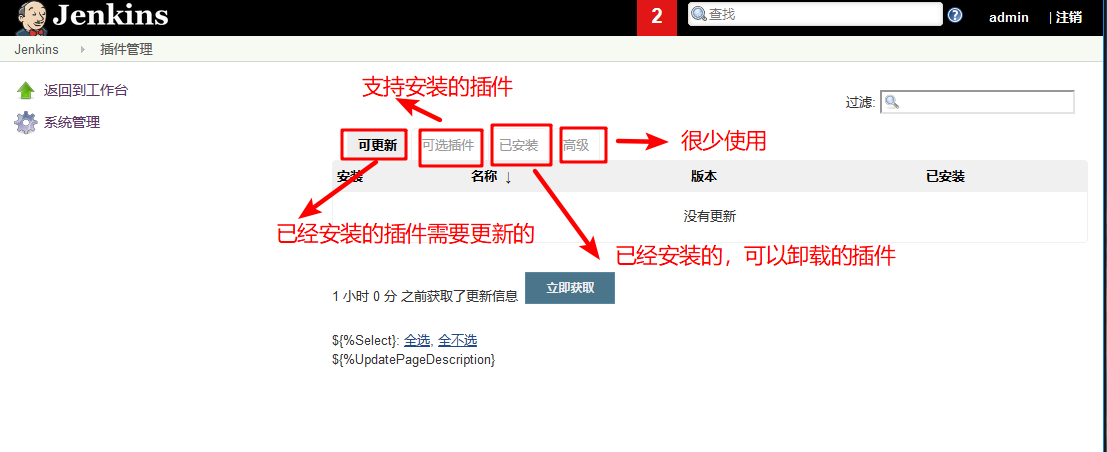 Jenkins
2
查找
admin
| 注销
Jenkins
插件管理
返回到工作台
系统管理
支持安装的插件
过滤:
可更新
可选插件
已安装
高级
很少使用
安装
名称 ↓
版本
已安装
没有更新
已经安装的插件需要更新的
已经安装的，可以卸载的插件
1 小时 0 分 之前获取了更新信息
立即获取
${%Select}: 全选, 全不选
${%UpdatePageDescription}